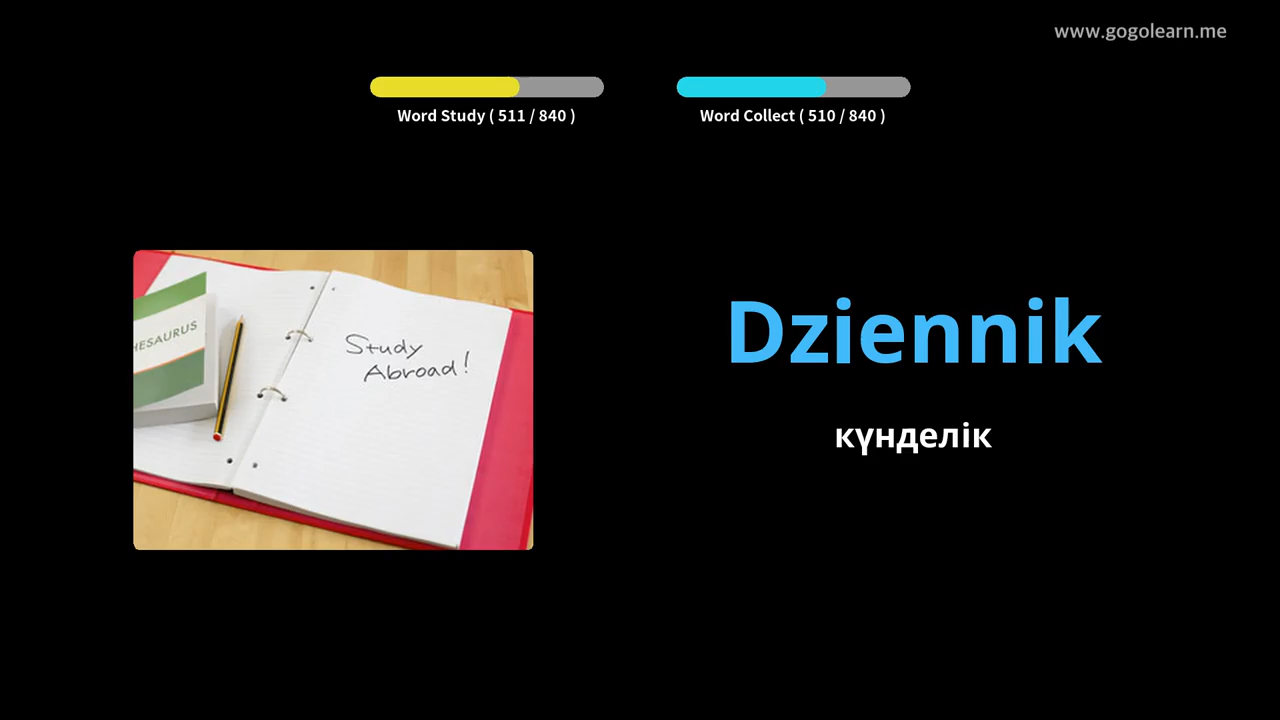 www.gogolearn.me
Word Study ( 511 / 840 )
Word Collect ( 510 / 840 )
HESAURUS
Study
Abroad!
Dziennik
күнделік